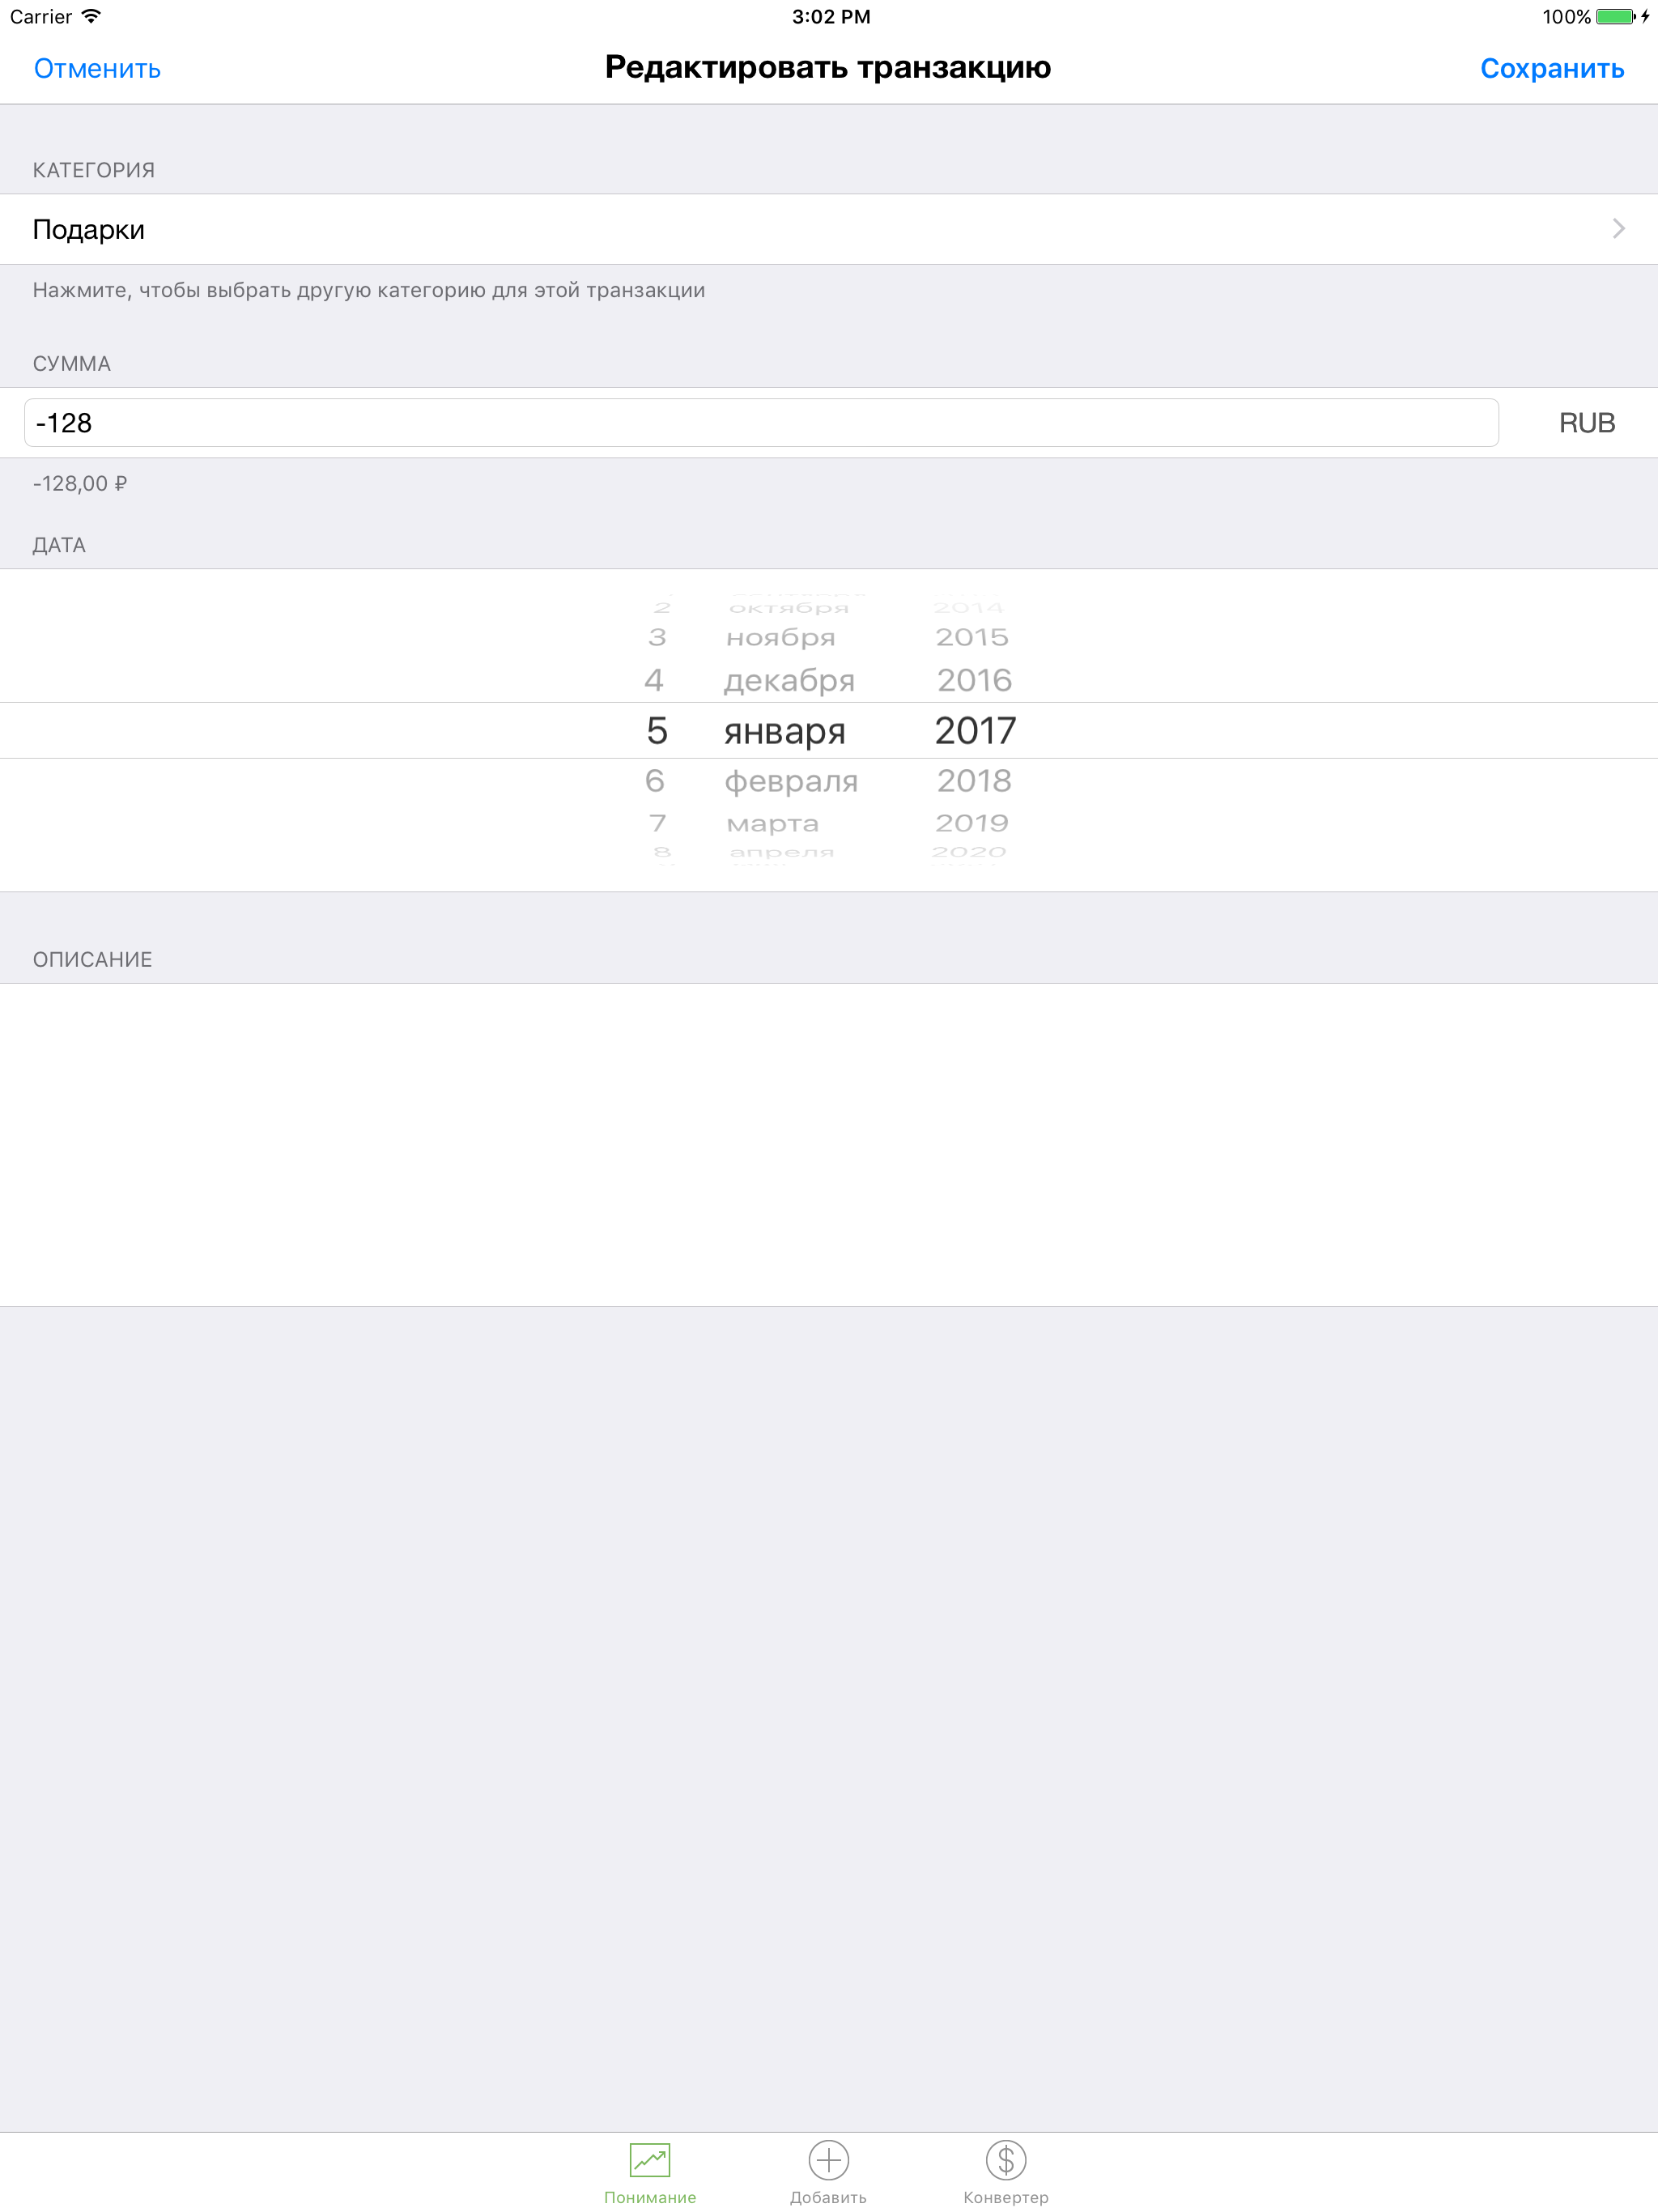 Carrier 3:02 PM 100%
Отменить Редактировать транзакцию Сохранить
КАТЕГОРИЯ
Подарки
Нажмите, чтобы выбрать другую категорию для этой транзакции
СУММА
-128 RUB
-128,00 ₽
ДАТА
2 октября 2014
3 ноября 2015
4 декабря 2016
5 января 2017
6 февраля 2018
7 марта 2019
8 апреля 2020
ОПИСАНИЕ
Понимание Добавить Конвертер